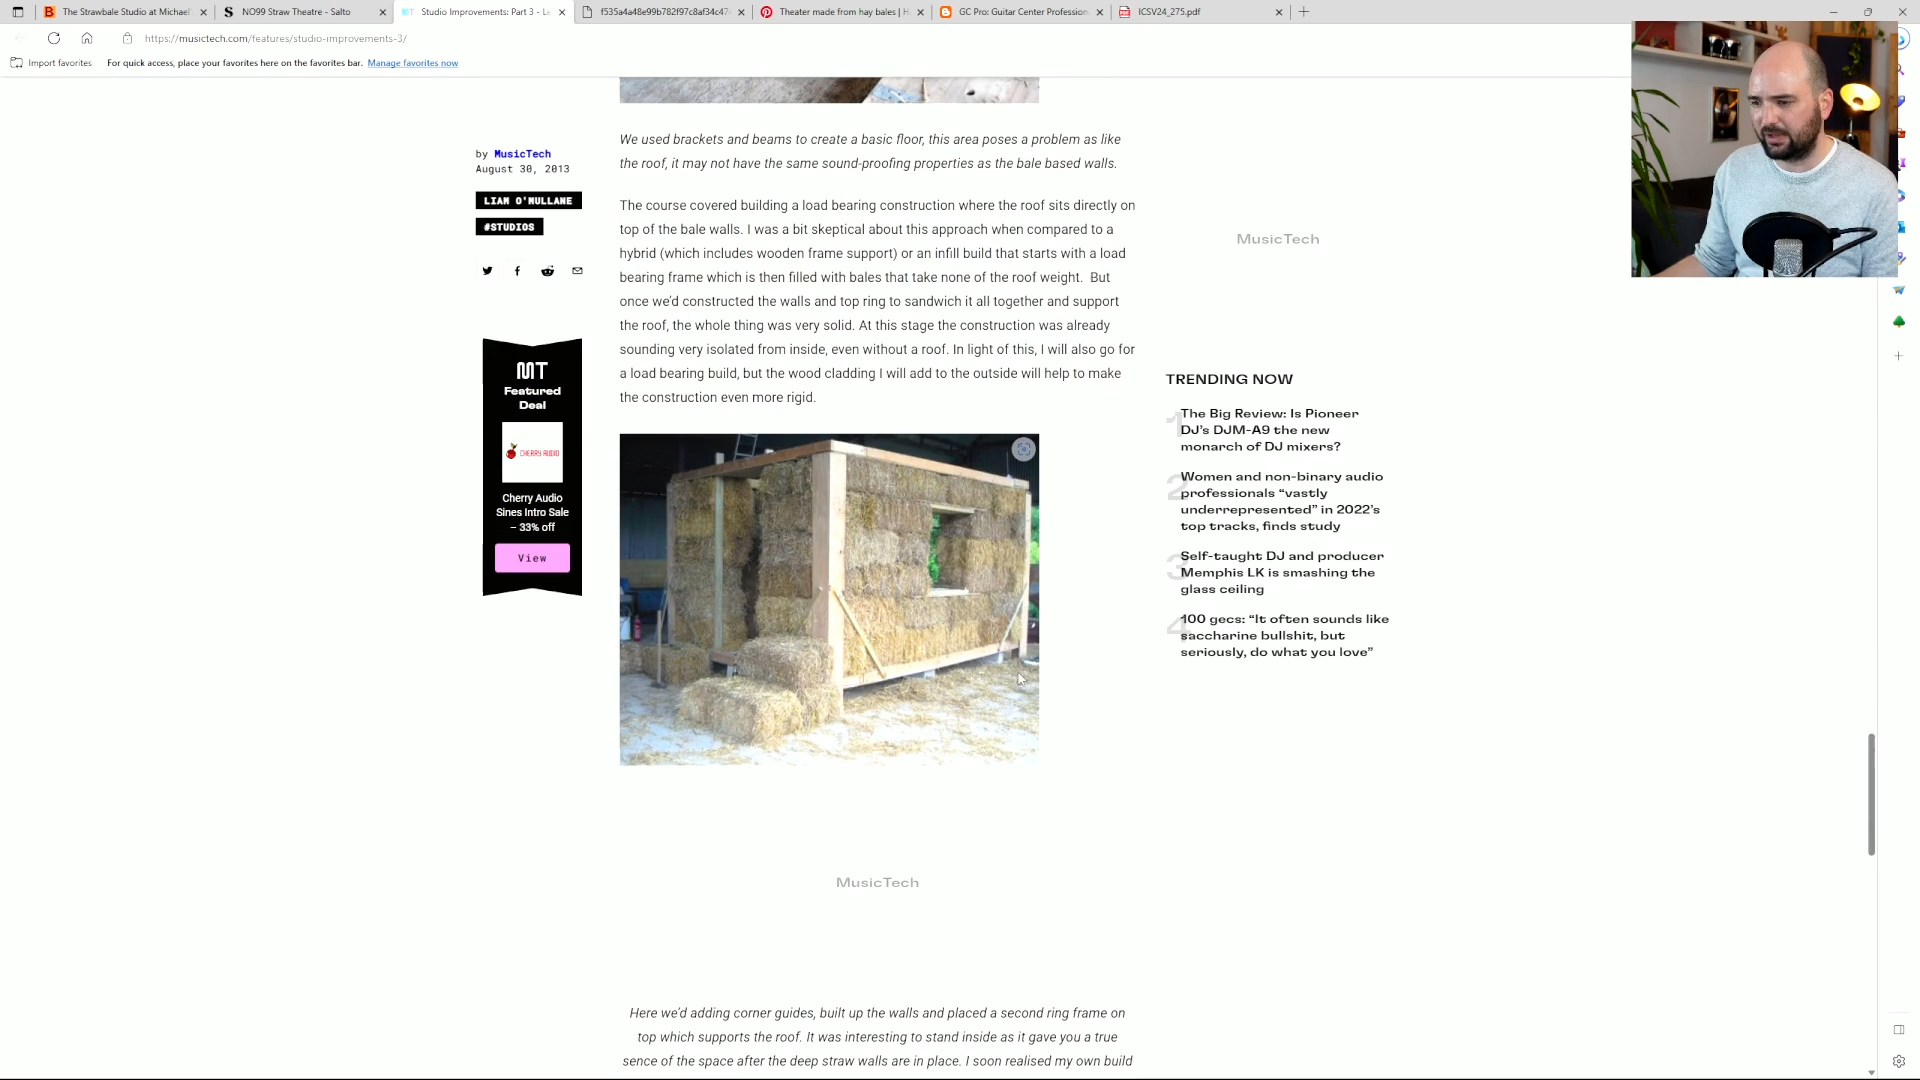 The Strawbale Studio at Michael
NO99 Straw Theatre - Salto
Studio Improvements: Part 3 - Le
f535a4a48e99b782f97c8af34c47
Theater made from hay bales | H
GC Pro: Guitar Center Profession
ICSV24_275.pdf
https://musictech.com/features/studio-improvements-3/
Import favorites
For quick access, place your favorites here on the favorites bar. Manage favorites now
We used brackets and beams to create a basic floor, this area poses a problem as like
the roof, it may not have the same sound-proofing properties as the bale based walls.
by MusicTech
August 30, 2013
LIAM O'MULLANE
#STUDIOS
The course covered building a load bearing construction where the roof sits directly on
top of the bale walls. I was a bit skeptical about this approach when compared to a
hybrid (which includes wooden frame support) or an infill build that starts with a load
bearing frame which is then filled with bales that take none of the roof weight.  But
once we'd constructed the walls and top ring to sandwich it all together and support
the roof, the whole thing was very solid. At this stage the construction was already
sounding very isolated from inside, even without a roof. In light of this, I will also go for
a load bearing build, but the wood cladding I will add to the outside will help to make
the construction even more rigid.
MT
Featured
Deal
CHERRY AUDIO
Cherry Audio
Sines Intro Sale
– 33% off
View
MusicTech
TRENDING NOW
1
The Big Review: Is Pioneer
DJ's DJM-A9 the new
monarch of DJ mixers?
2
Women and non-binary audio
professionals “vastly
underrepresented” in 2022's
top tracks, finds study
3
Self-taught DJ and producer
Memphis LK is smashing the
glass ceiling
4
100 gecs: “It often sounds like
saccharine bullshit, but
seriously, do what you love”
MusicTech
Here we'd adding corner guides, built up the walls and placed a second ring frame on
top which supports the roof. It was interesting to stand inside as it gave you a true
sence of the space after the deep straw walls are in place. I soon realised my own build